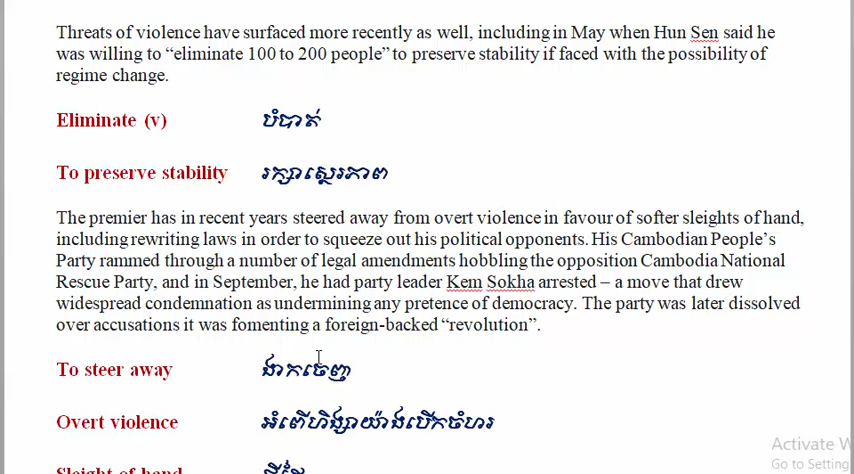 Threats of violence have surfaced more recently as well, including in May when Hun Sen said he
was willing to “eliminate 100 to 200 people” to preserve stability if faced with the possibility of
regime change.
Eliminate (v) បំបាត់
To preserve stability រក្សាស្ថេរភាព
The premier has in recent years steered away from overt violence in favour of softer sleights of hand,
including rewriting laws in order to squeeze out his political opponents. His Cambodian People’s
Party rammed through a number of legal amendments hobbling the opposition Cambodia National
Rescue Party, and in September, he had party leader Kem Sokha arrested – a move that drew
widespread condemnation as undermining any pretence of democracy. The party was later dissolved
over accusations it was fomenting a foreign-backed “revolution”.
To steer away ងាកចេញ
Overt violence អំពើហិង្សាយ៉ាងបើកចំហរ
Sleight of hand
Activate W
Go to Setting